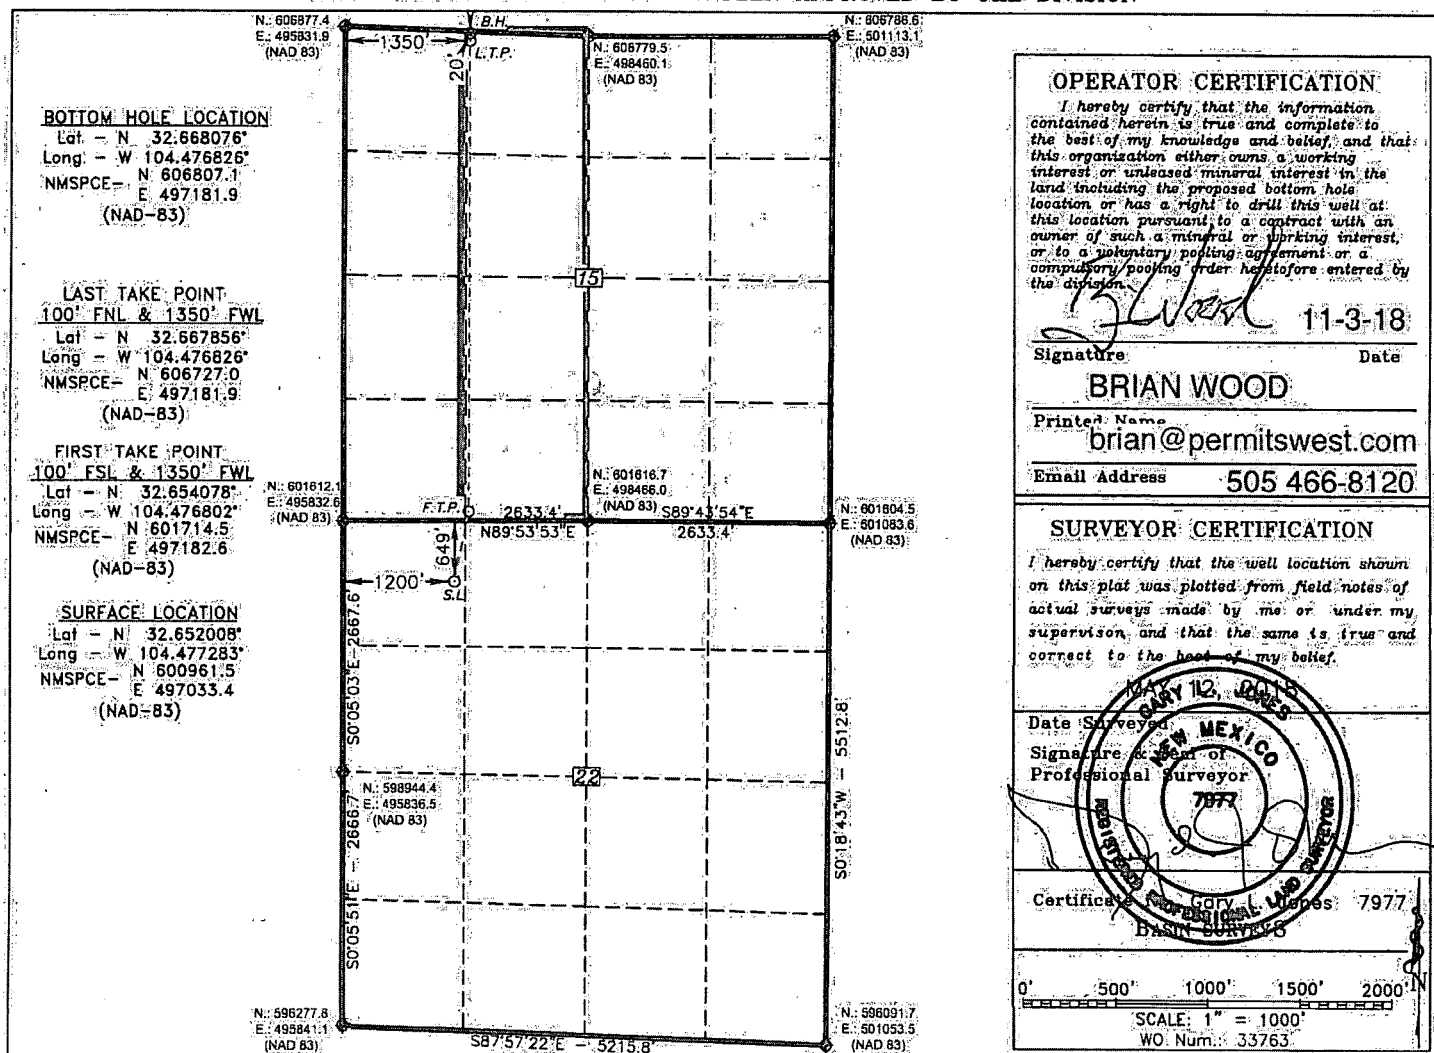 BOTTOM HOLE LOCATION
Lat - N 32.668076°
Long - W 104.476826°
NMSPCE- N 606807.1
E 497181.9
(NAD-83)
LAST TAKE POINT
100' FNL & 1350' FWL
Lat - N 32.667856°
Long - W 104.476826°
NMSPCE- N 606727.0
E 497181.9
(NAD-83)
FIRST TAKE POINT
100' FSL & 1350' FWL
Lat - N 32.654078°
Long - W 104.476802°
NMSPCE- N 601714.5
E 497182.6
(NAD-83)
SURFACE LOCATION
Lat - N 32.652008°
Long - W 104.477283°
NMSPCE- N 600961.5
E 497033.4
(NAD-83)
N.: 606877.4
E.: 495831.9
(NAD 83)
B.H.
1350'
20'
L.T.P.
N.: 606779.5
E.: 498460.1
(NAD 83)
N.: 606786.6
E.: 501113.1
(NAD 83)
15
N.: 601612.1
E.: 495832.6
(NAD 83)
F.T.P.
2633.4'
N89°53'53"E
N.: 601616.7
E.: 498466.0
(NAD 83)
S89°43'54"E
2633.4'
N.: 601604.5
E.: 601083.6
(NAD 83)
649'
1200'
S.L.
S0°05'03"E - 2667.6'
22
N.: 598944.4
E.: 495836.5
(NAD 83)
S0°05'51"E - 2666.7'
S0°18'43"W - 5512.8'
N.: 596277.8
E.: 495841.1
(NAD 83)
S87°57'22"E - 5215.8'
N.: 596091.7
E.: 501053.5
(NAD 83)
OPERATOR CERTIFICATION
I hereby certify that the information
contained herein is true and complete to
the best of my knowledge and belief, and that
this organization either owns a working
interest or unleased mineral interest in the
land including the proposed bottom hole
location or has a right to drill this well at
this location pursuant to a contract with an
owner of such a mineral or working interest,
or to a voluntary pooling agreement or a
compulsory pooling order heretofore entered by
the division.
11-3-18
Signature Date
BRIAN WOOD
Printed Name
brian@permitswest.com
Email Address 505 466-8120
SURVEYOR CERTIFICATION
I hereby certify that the well location shown
on this plat was plotted from field notes of
actual surveys made by me or under my
supervison and that the same is true and
correct to the best of my belief.
MAY 12,
Date Surveyed
Signature & Seal of
Professional Surveyor
GARY L. JONES
NEW MEXICO
7977
REGISTERED PROFESSIONAL LAND SURVEYOR
Certificate Gary L. Jones 7977
BASIN SURVEYS
0' 500' 1000' 1500' 2000'
N
SCALE: 1" = 1000'
WO Num.: 33763